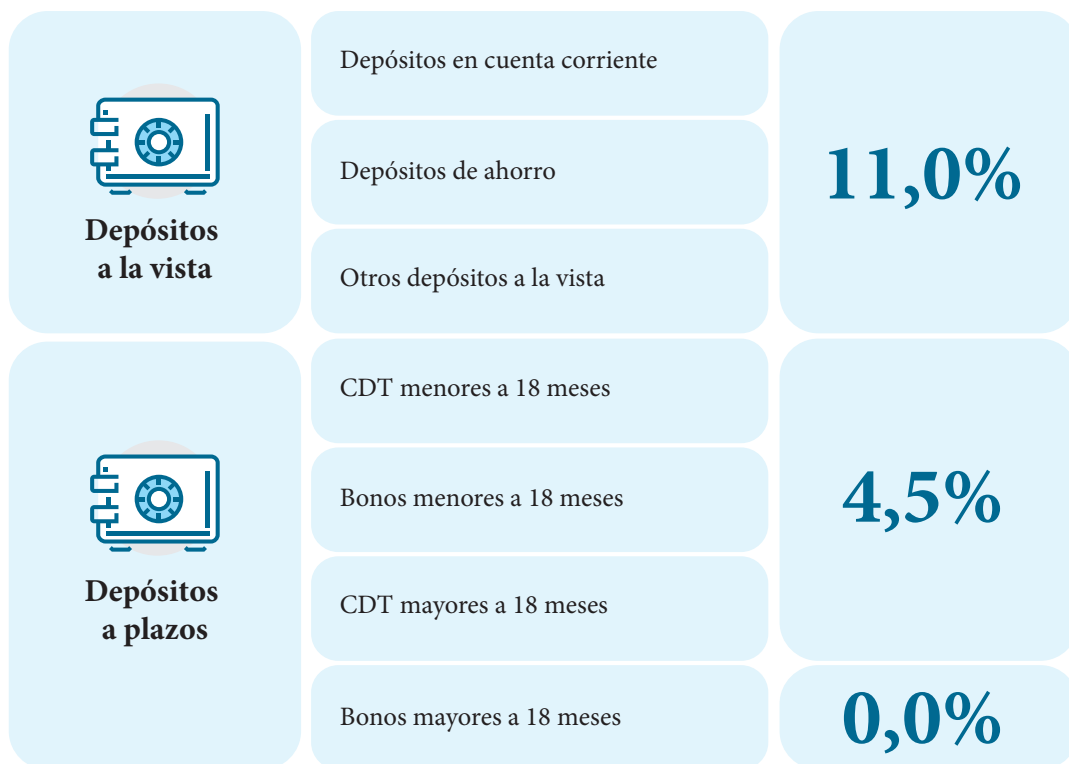 Depósitos
a la vista
Depósitos en cuenta corriente
Depósitos de ahorro
Otros depósitos a la vista
11,0%
Depósitos
a plazos
CDT menores a 18 meses
Bonos menores a 18 meses
CDT mayores a 18 meses
4,5%
Bonos mayores a 18 meses
0,0%